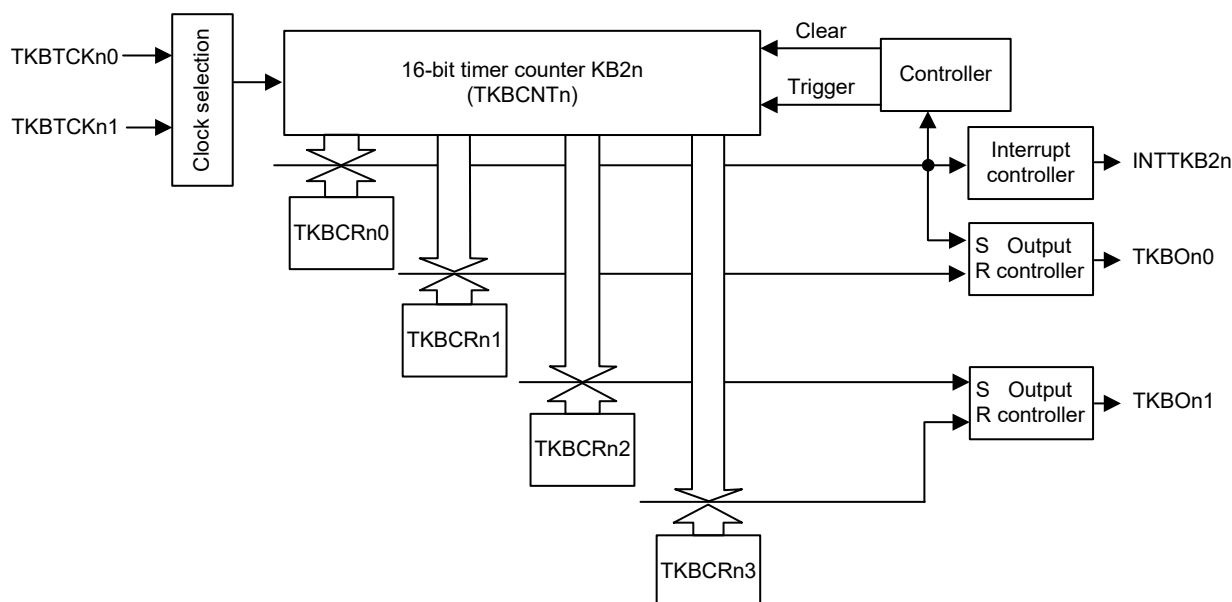 TKBTCKn0
TKBTCKn1
Clock selection
16-bit timer counter KB2n
(TKBCNTn)
Clear
Trigger
Controller
Interrupt
controller
INTTKB2n
TKBCRn0
S Output
R controller
TKBOn0
TKBCRn1
S Output
R controller
TKBOn1
TKBCRn2
TKBCRn3